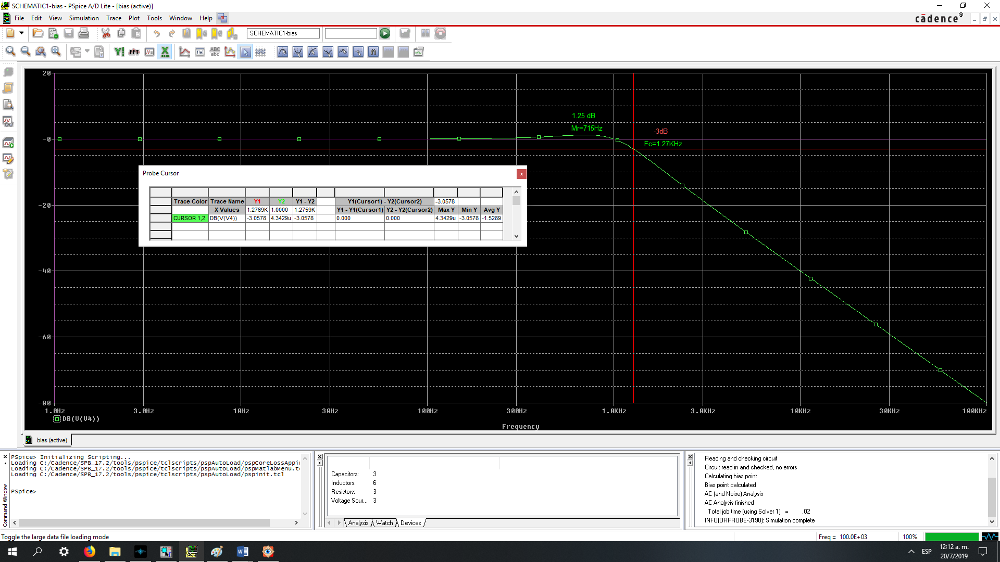 SCHEMATIC1-bias - PSpice A/D Lite - [bias (active)]
File Edit View Simulation Trace Plot Tools Window Help
cādence®
SCHEMATIC1-bias
FFT
ABC
abc
20
-0
-20
-40
-60
-80
1.25 dB
Mr=715Hz
-3dB
Fc=1.27KHz
Probe Cursor
Trace Color Trace Name Y1 Y2 Y1 - Y2 Y1(Cursor1) - Y2(Cursor2) -3.0578
X Values 1.2769K 1.0000 1.2759K Y1 - Y1(Cursor1) Y2 - Y2(Cursor2) Max Y Min Y Avg Y
CURSOR 1,2 DB(V(V4)) -3.0578 4.3429u -3.0578 0.000 0.000 4.3429u -3.0578 -1.5289
1.0Hz 3.0Hz 10Hz 30Hz 100Hz 300Hz 1.0KHz 3.0KHz 10KHz 30KHz 100KHz
DB(V(V4))
Frequency
bias (active)
Command Window
PSpice> Initializing Scripting...
Loading C:/Cadence/SPB_17.2/tools/pspice/tclscripts/pspAutoLoad/pspCoreLossAppi
Loading C:/Cadence/SPB_17.2/tools/pspice/tclscripts/pspAutoLoad/pspMatlabMenu.t
Loading C:/Cadence/SPB_17.2/tools/pspice/tclscripts/pspAutoLoad/pspinit.tcl
PSpice>
Capacitors: 3
Inductors: 6
Resistors: 3
Voltage Sour... 3
Analysis Watch Devices
Reading and checking circuit
Circuit read in and checked, no errors
Calculating bias point
Bias point calculated
AC (and Noise) Analysis
AC Analysis finished
Total job time (using Solver 1) = .02
INFO(ORPROBE-3190): Simulation complete
Toggle the large data file loading mode
Freq = 100.0E+03 100%
ESP
12:12 a. m.
20/7/2019